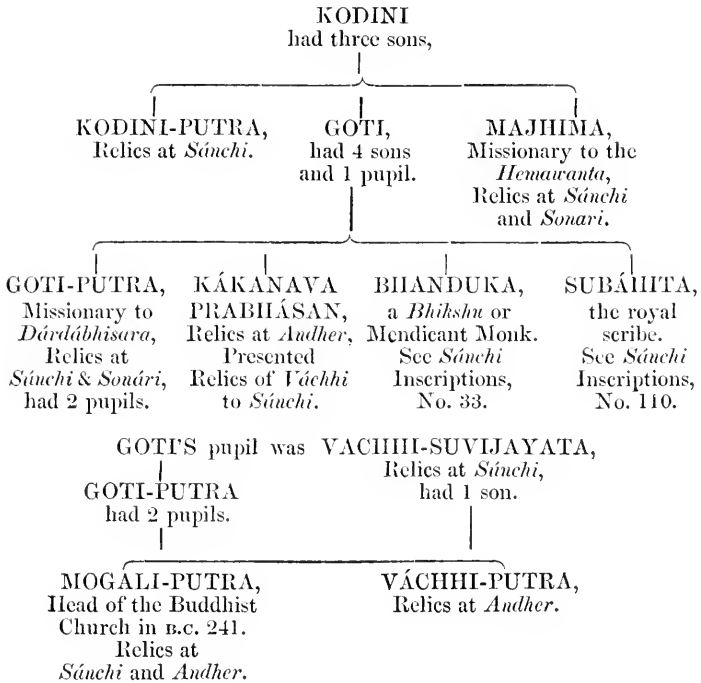 KODINI
had three sons,
KODINI-PUTRA,
Relics at Sánchi.
GOTI,
had 4 sons
and 1 pupil.
MAJHIMA,
Missionary to the
Hemawanta,
Relics at Sánchi
and Sonari.
GOTI-PUTRA,
Missionary to
Dárdábhisara,
Relics at
Sánchi & Sonári,
had 2 pupils.
KÁKANAVA
PRABHÁSAN,
Relics at Andher,
Presented
Relics of Váchhi
to Sánchi.
BHANDUKA,
a Bhikshu or
Mendicant Monk.
See Sánchi
Inscriptions,
No. 33.
SUBÁHITA,
the royal
scribe.
See Sánchi
Inscriptions,
No. 110.
GOTI'S pupil was VACHHI-SUVIJAYATA,
Relics at Sánchi,
had 1 son.
GOTI-PUTRA
had 2 pupils.
MOGALI-PUTRA,
Head of the Buddhist
Church in B.C. 241.
Relics at
Sánchi and Andher.
VÁCHHI-PUTRA,
Relics at Andher.